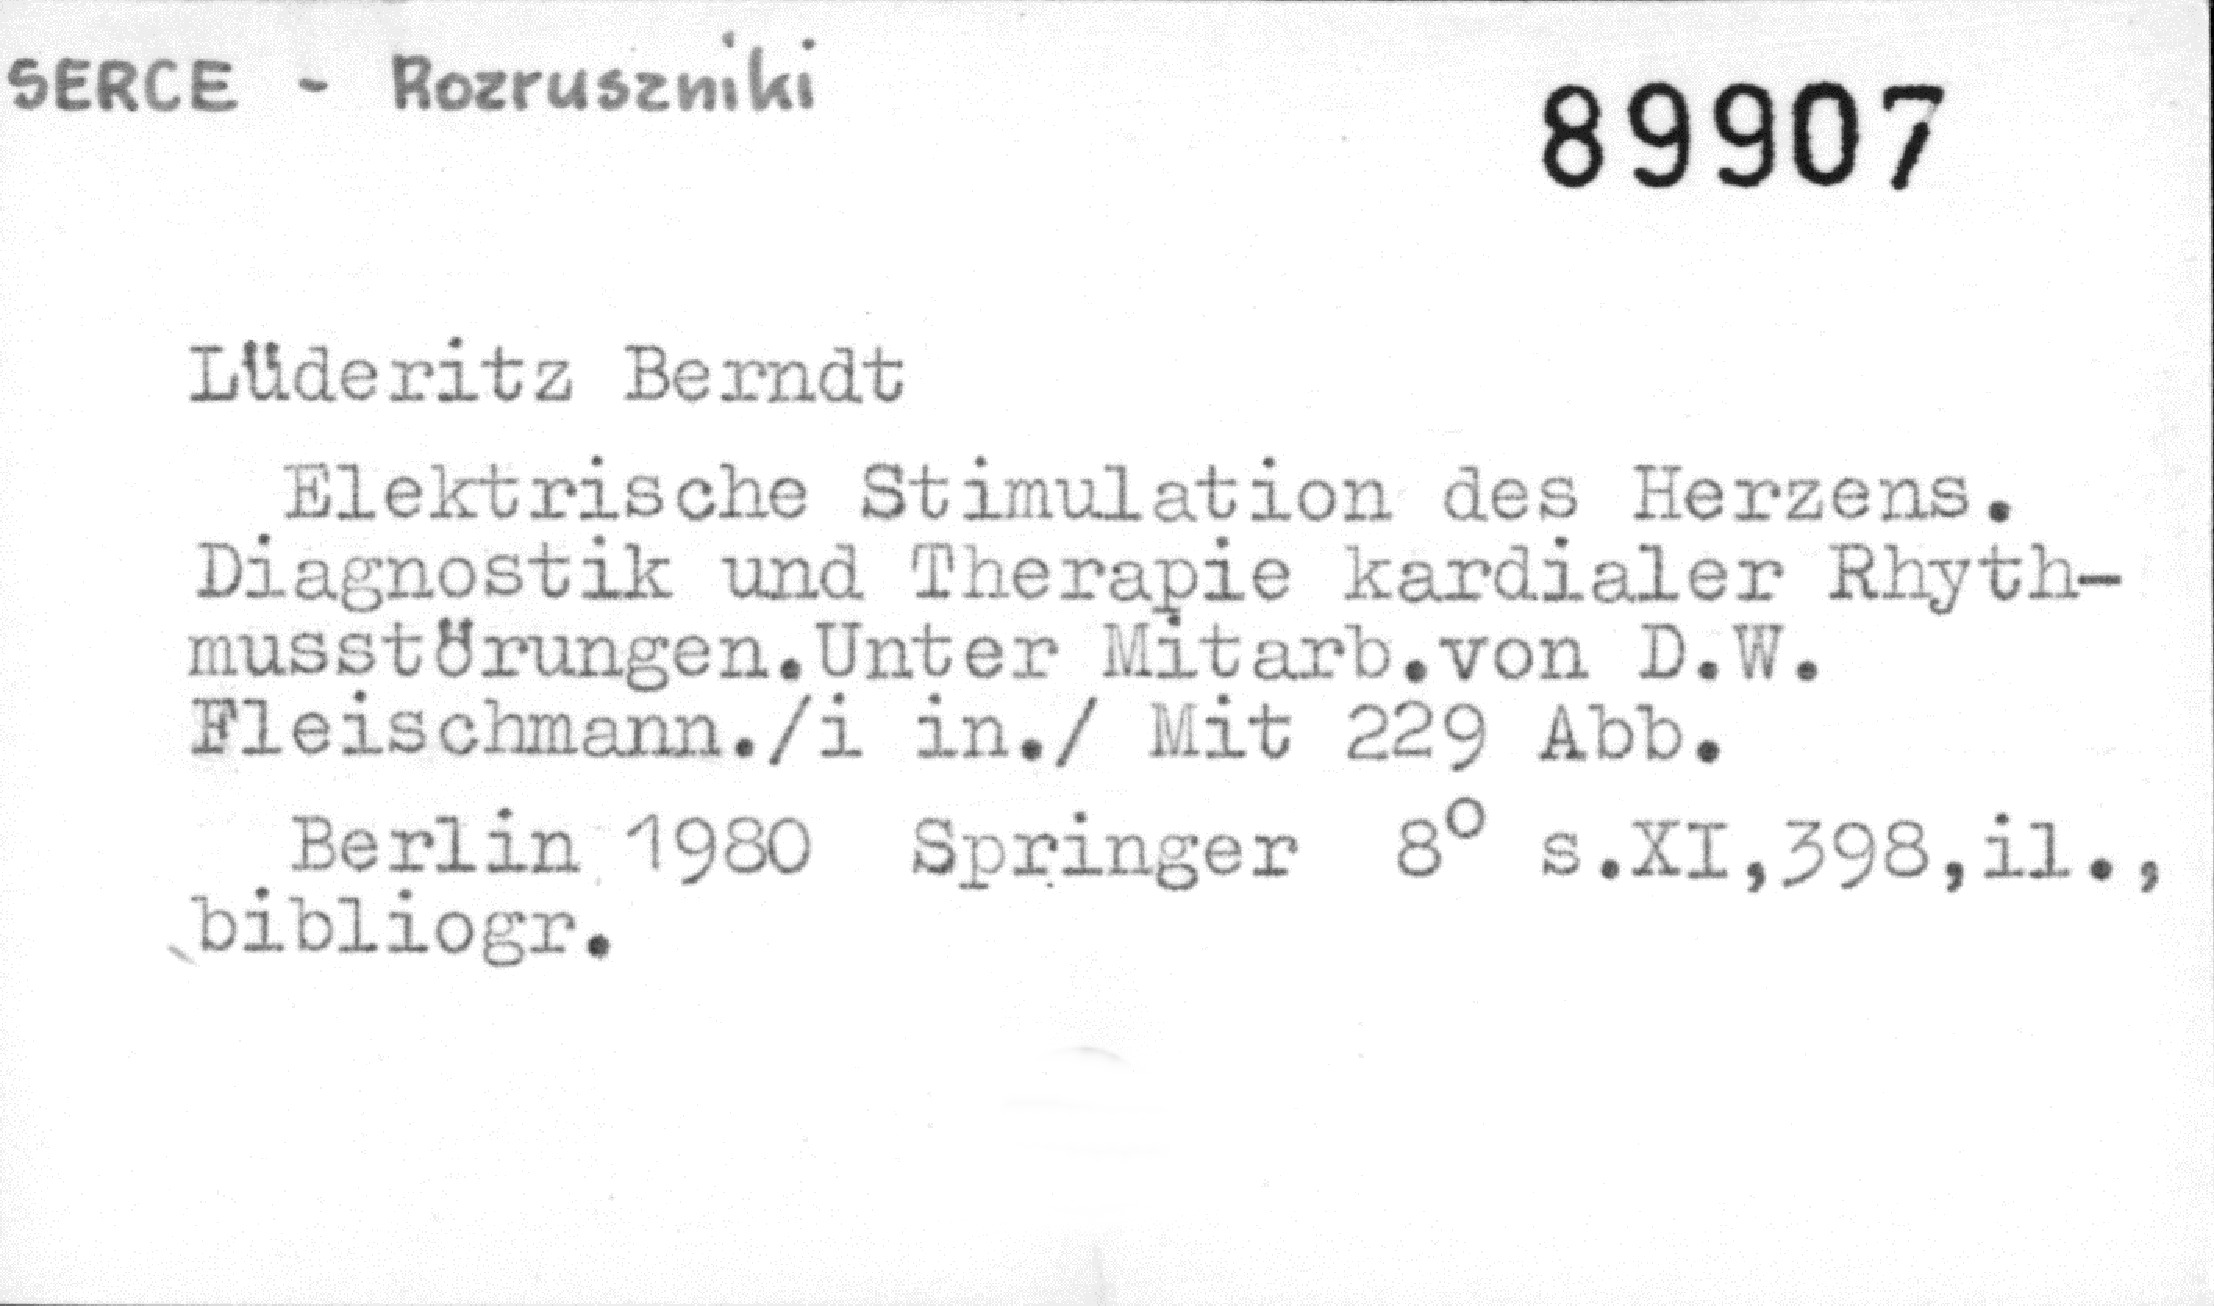 SERCE - Rozruszniki
89907
Lüderitz Berndt
Elektrische Stimulation des Herzens.
Diagnostik und Therapie kardialer Rhyth-
musstörungen.Unter Mitarb.von D.W.
Fleischmann./i in./ Mit 229 Abb.
Berlin 1980 Springer 8° s.XI,398,il.,
bibliogr.